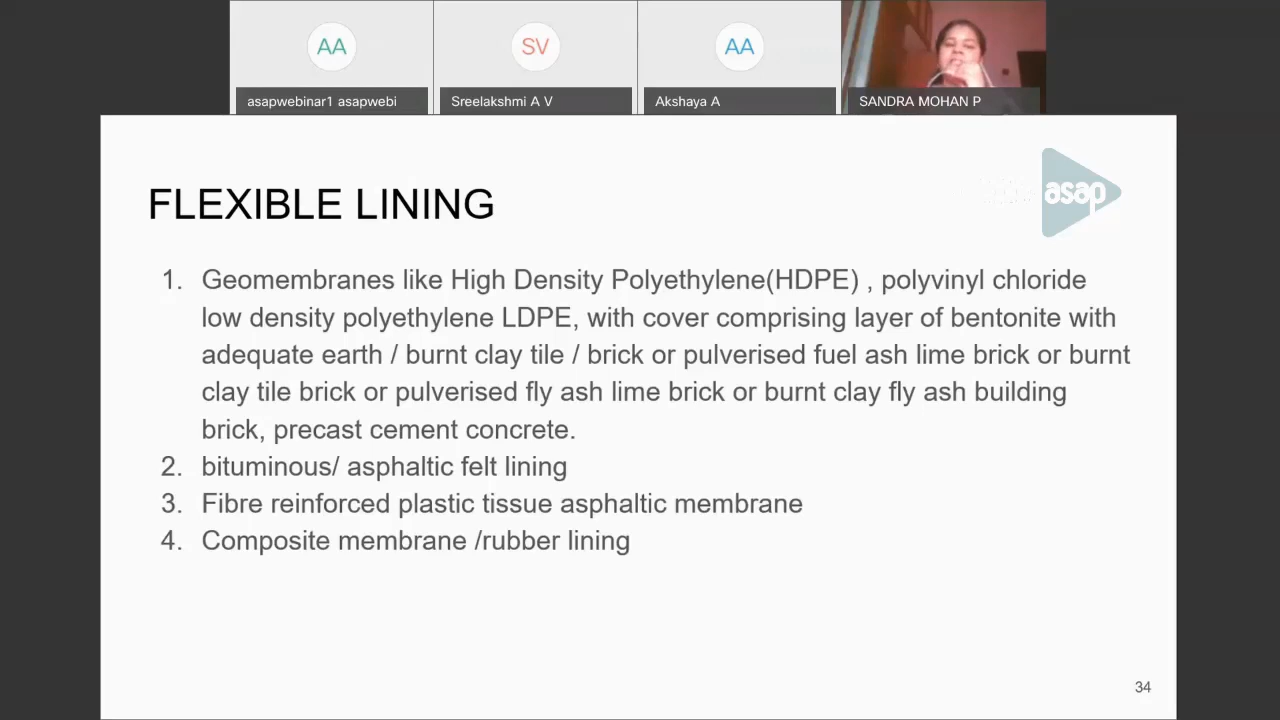 AA
SV
AA
asapwebinar1 asapwebi
Sreelakshmi A V
Akshaya A
SANDRA MOHAN P
asap
FLEXIBLE LINING
1. Geomembranes like High Density Polyethylene(HDPE) , polyvinyl chloride
low density polyethylene LDPE, with cover comprising layer of bentonite with
adequate earth / burnt clay tile / brick or pulverised fuel ash lime brick or burnt
clay tile brick or pulverised fly ash lime brick or burnt clay fly ash building
brick, precast cement concrete.
2. bituminous/ asphaltic felt lining
3. Fibre reinforced plastic tissue asphaltic membrane
4. Composite membrane /rubber lining
34